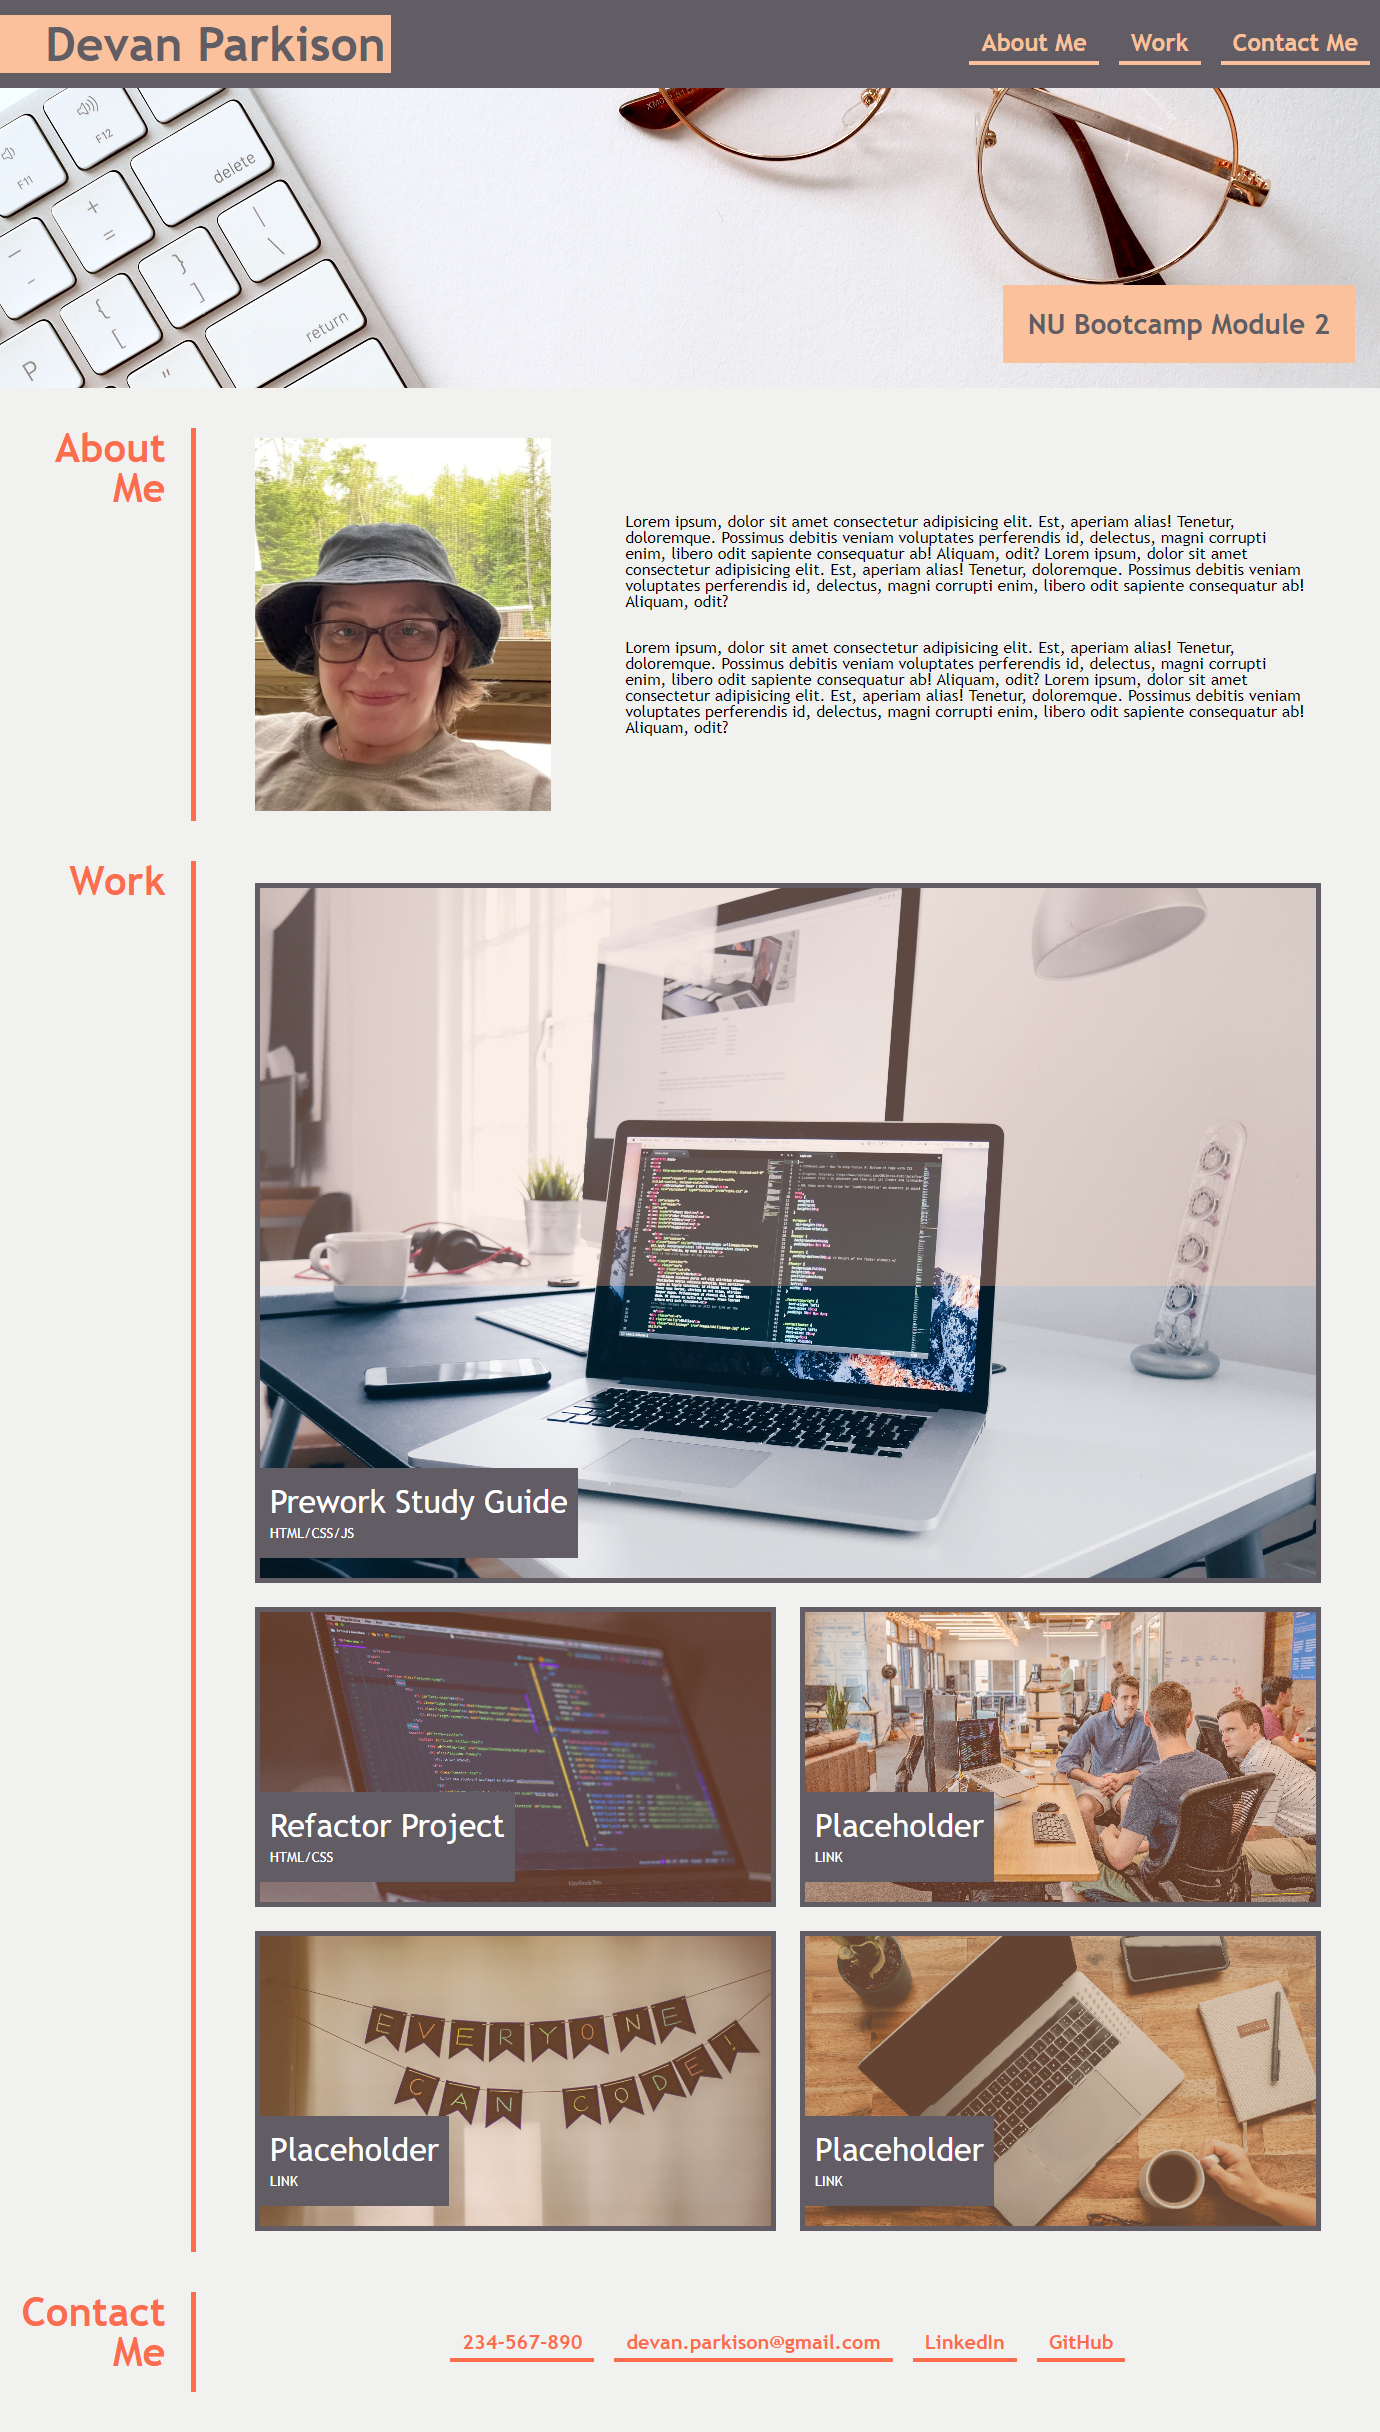 Devan Parkison
About Me
Work
Contact Me
F12
F11
delete
return
P
NU Bootcamp Module 2
About
Me
Lorem ipsum, dolor sit amet consectetur adipisicing elit. Est, aperiam alias! Tenetur,
doloremque. Possimus debitis veniam voluptates perferendis id, delectus, magni corrupti
enim, libero odit sapiente consequatur ab! Aliquam, odit? Lorem ipsum, dolor sit amet
consectetur adipisicing elit. Est, aperiam alias! Tenetur, doloremque. Possimus debitis veniam
voluptates perferendis id, delectus, magni corrupti enim, libero odit sapiente consequatur ab!
Aliquam, odit?
Lorem ipsum, dolor sit amet consectetur adipisicing elit. Est, aperiam alias! Tenetur,
doloremque. Possimus debitis veniam voluptates perferendis id, delectus, magni corrupti
enim, libero odit sapiente consequatur ab! Aliquam, odit? Lorem ipsum, dolor sit amet
consectetur adipisicing elit. Est, aperiam alias! Tenetur, doloremque. Possimus debitis veniam
voluptates perferendis id, delectus, magni corrupti enim, libero odit sapiente consequatur ab!
Aliquam, odit?
Work
Prework Study Guide
HTML/CSS/JS
Refactor Project
HTML/CSS
MacBook Pro
Placeholder
LINK
EVERYONE
CAN CODE!
Placeholder
LINK
Placeholder
LINK
Contact
Me
234-567-890
devan.parkison@gmail.com
LinkedIn
GitHub